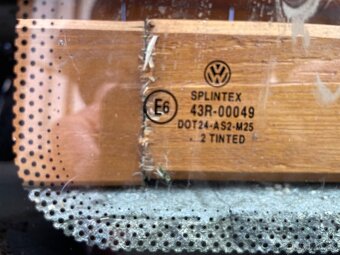 SPLINTEX
E6 43R-00049
DOT24-AS2-M25
2 TINTED